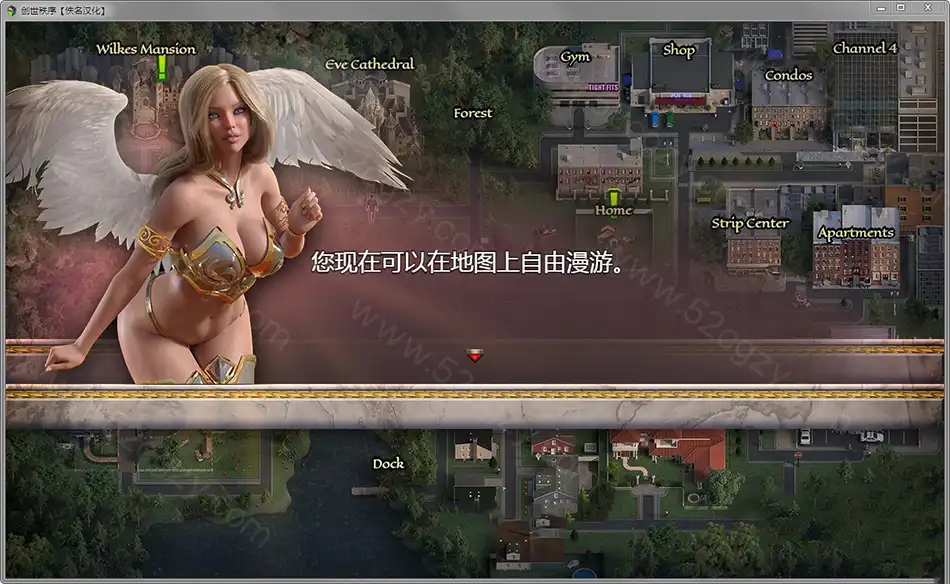 创世秩序【佚名汉化】
Wilkes Mansion
Eve Cathedral
Forest
Gym
TIGHT FITS
Shop
Condos
Channel 4
Home
Strip Center
Apartments
您现在可以在地图上自由漫游。
Dock